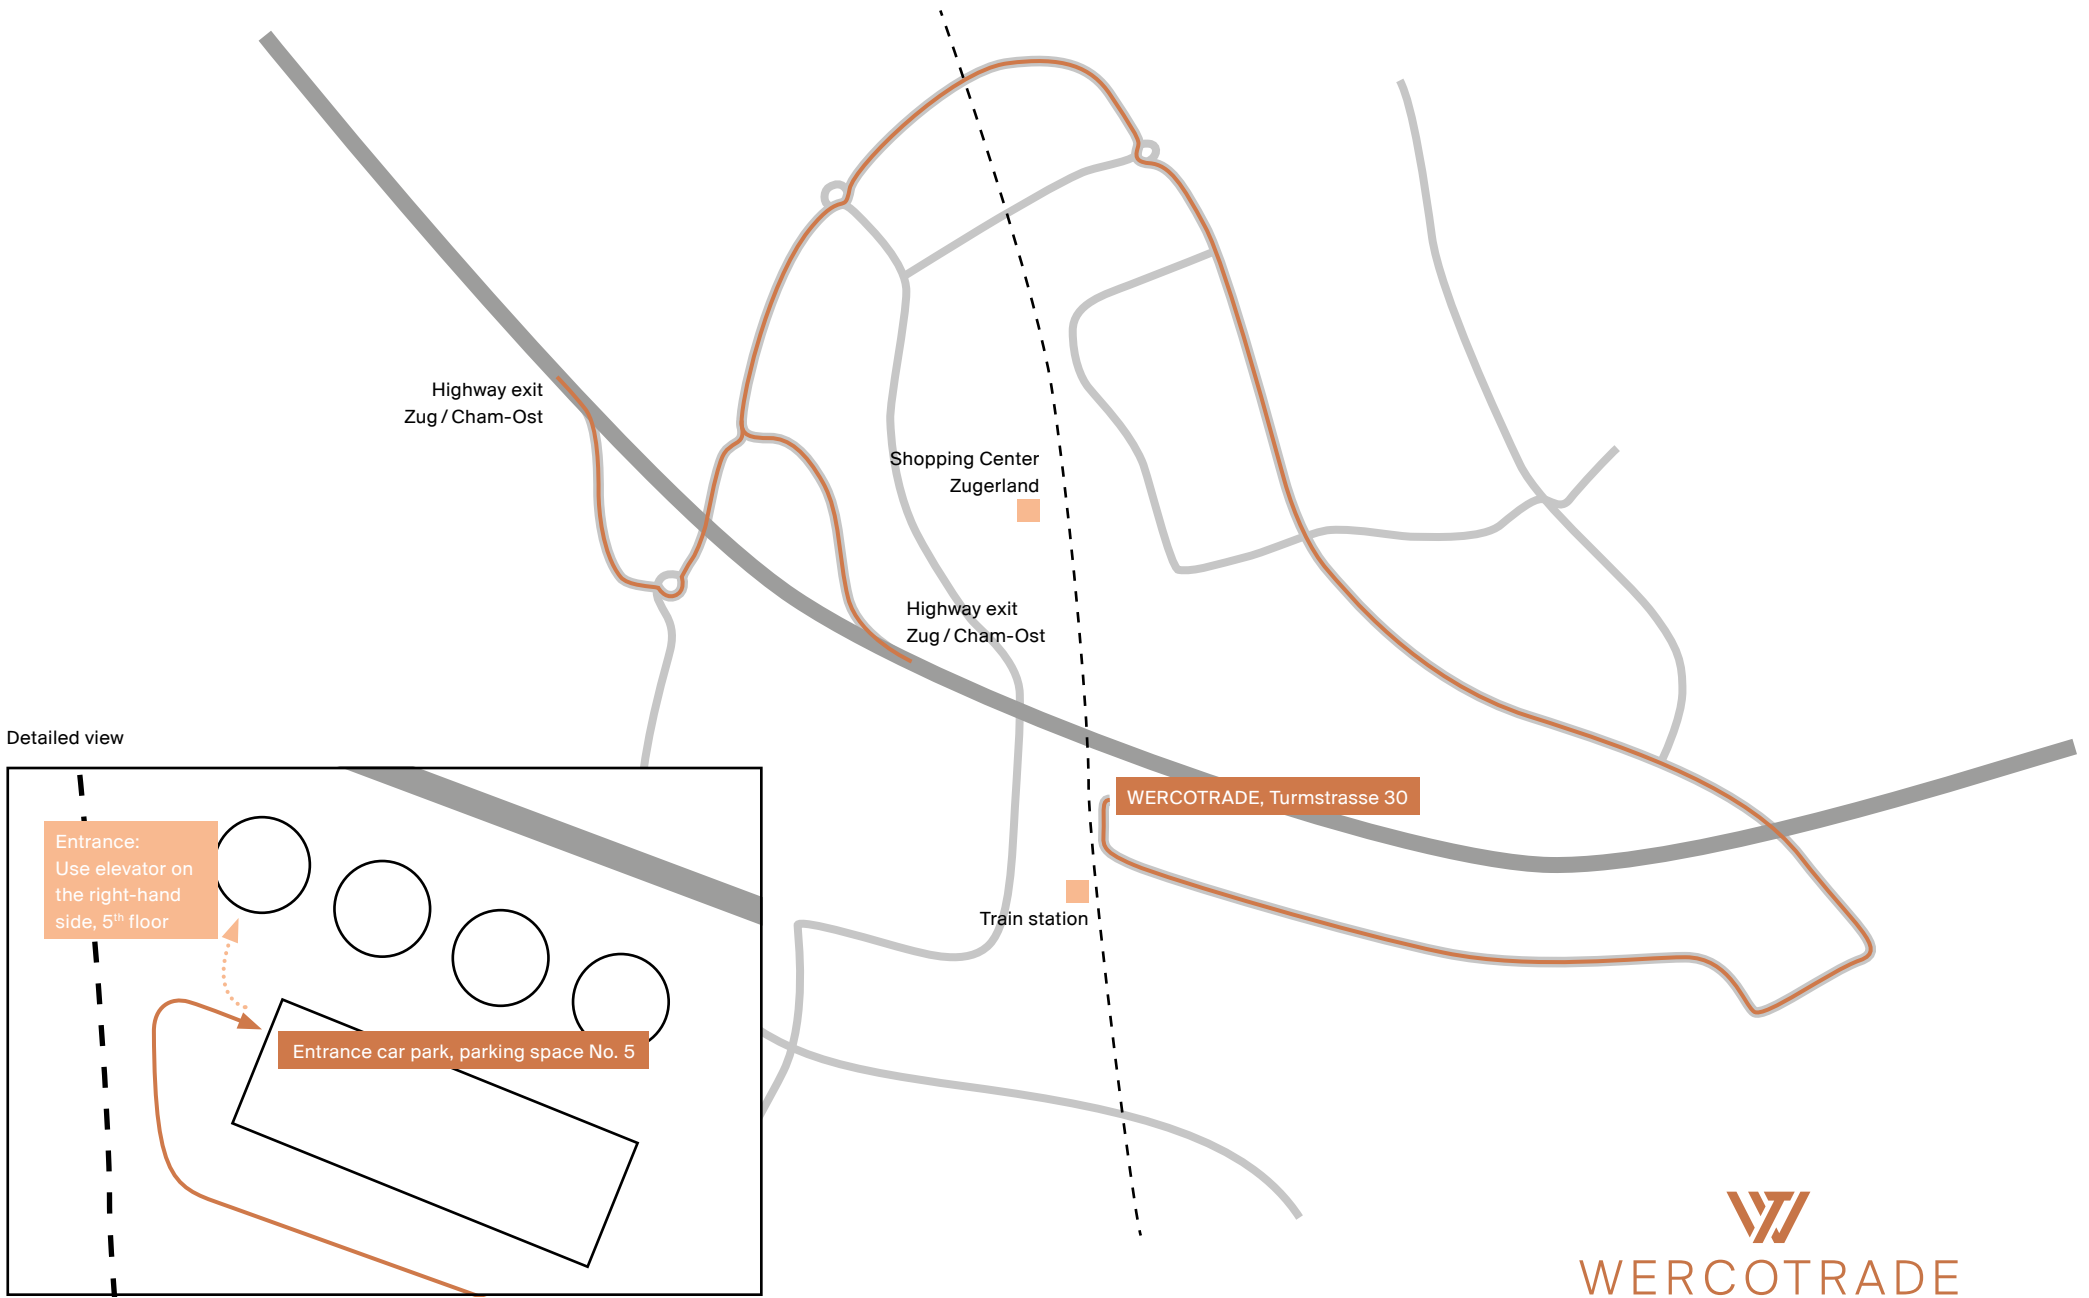 Highway exit
Zug / Cham-Ost
Shopping Center
Zugerland
Highway exit
Zug / Cham-Ost
Detailed view
WERCOTRADE, Turmstrasse 30
Entrance:
Use elevator on
the right-hand
side, 5th floor
Train station
Entrance car park, parking space No. 5
WERCOTRADE